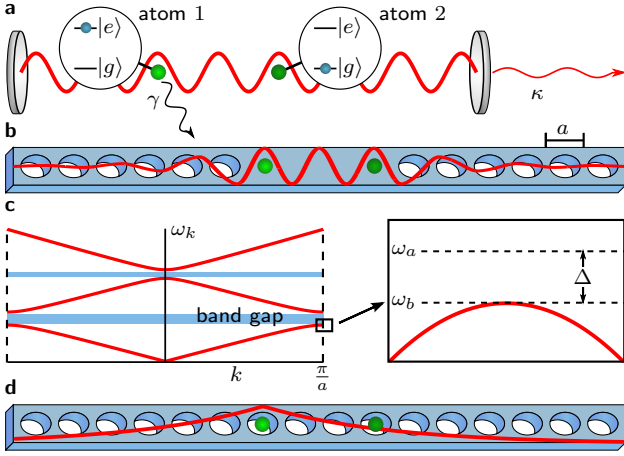 a
atom 1
atom 2
|e⟩
|e⟩
|g⟩
|g⟩
γ
κ
b
a
c
ω_k
ω_a
Δ
ω_b
band gap
k
π/a
d